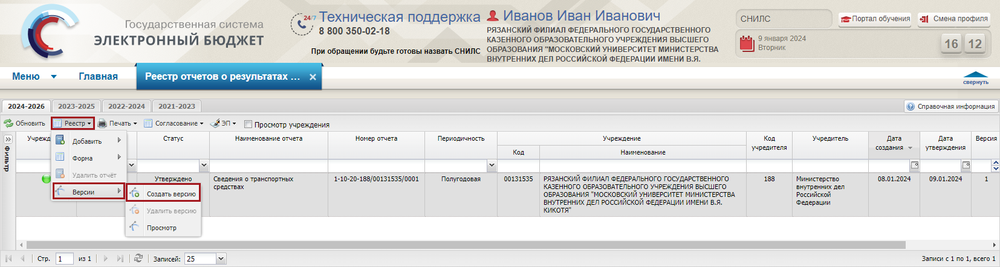 Государственная система
ЭЛЕКТРОННЫЙ БЮДЖЕТ
24/7
Техническая поддержка
8 800 350-02-18
При обращении будьте готовы назвать СНИЛС
Иванов Иван Иванович
РЯЗАНСКИЙ ФИЛИАЛ ФЕДЕРАЛЬНОГО ГОСУДАРСТВЕННОГО
КАЗЕННОГО ОБРАЗОВАТЕЛЬНОГО УЧРЕЖДЕНИЯ ВЫСШЕГО
ОБРАЗОВАНИЯ "МОСКОВСКИЙ УНИВЕРСИТЕТ МИНИСТЕРСТВА
ВНУТРЕННИХ ДЕЛ РОССИЙСКОЙ ФЕДЕРАЦИИ ИМЕНИ В.Я.
СНИЛС
Портал обучения
Смена профиля
9 января 2024
Вторник
16 12
Меню
Главная
Реестр отчетов о результатах ...
свернуть
2024-2026
2023-2025
2022-2024
2021-2023
Справочная информация
Обновить
Реестр
Печать
Согласование
ЭП
Просмотр учреждения
Фильтр
Учрежд
Статус
Наименование отчета
Номер отчета
Периодичность
Учреждение
Код
Наименование
Код
учредителя
Учредитель
Дата
создания
Дата
утверждения
Версия
Добавить
Форма
Удалить отчёт
Версии
Создать версию
Удалить версию
Просмотр
Утверждено
Сведения о транспортных
средствах
1-10-20-188/00131535/0001
Полугодовая
00131535
РЯЗАНСКИЙ ФИЛИАЛ ФЕДЕРАЛЬНОГО ГОСУДАРСТВЕННОГО
КАЗЕННОГО ОБРАЗОВАТЕЛЬНОГО УЧРЕЖДЕНИЯ ВЫСШЕГО
ОБРАЗОВАНИЯ "МОСКОВСКИЙ УНИВЕРСИТЕТ МИНИСТЕРСТВА
ВНУТРЕННИХ ДЕЛ РОССИЙСКОЙ ФЕДЕРАЦИИ ИМЕНИ В.Я.
КИКОТЯ"
188
Министерство
внутренних дел
Российской
Федерации
08.01.2024
09.01.2024
1
Стр. 1 из 1
Записей: 25
Записи с 1 по 1, всего 1